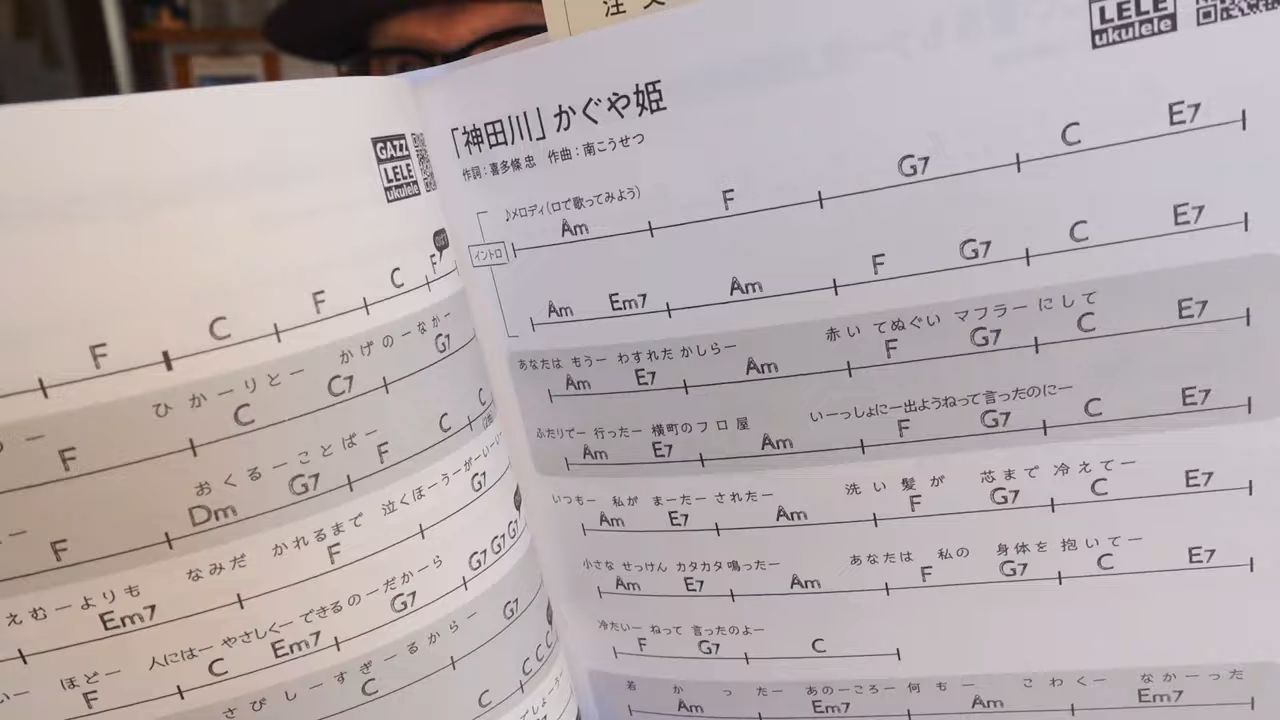 注 文
GAZZ
LELE
ukulele
F C F C F
ひ か ー り と ー かげ の ー な か ー
F C C7 G7
お く る ー こ と ば ー
F Dm G7 F C C
えむーよりも なみだ かれるまで 泣くほーうーがーいーい
Em7 F G7
ほどー 人にはー やさしくー できるのーだかーら
F C Em7 G7 G7 G7 G7
さ び し ー す ぎ ー る か ら ー
C G7
C C C C
LELE
ukulele
「神田川」かぐや姫
作詞:喜多條 忠 作曲:南こうせつ
♪メロディ(口で歌ってみよう)
イントロ
Am F G7 C E7
Am Em7 Am F G7 C E7
あなたは もうー わすれた かしらー 赤い てぬぐい マフラー にして
Am E7 Am F G7 C E7
ふたりでー 行ったー 横町のフロ屋 いーっしょにー出ようねって言ったのにー
Am E7 Am F G7 C E7
いつもー 私が まーたー されたー 洗い髪が 芯まで 冷えてー
Am E7 Am F G7 C E7
小さな せっけん カタカタ 鳴ったー あなたは 私の 身体を 抱いてー
Am E7 Am F G7 C E7
冷たいー ねって 言ったのよー
F G7 C
若 か っ たー あのーころー 何 も ー こ わ く ー な か ー っ た
Am Em7 Am Em7